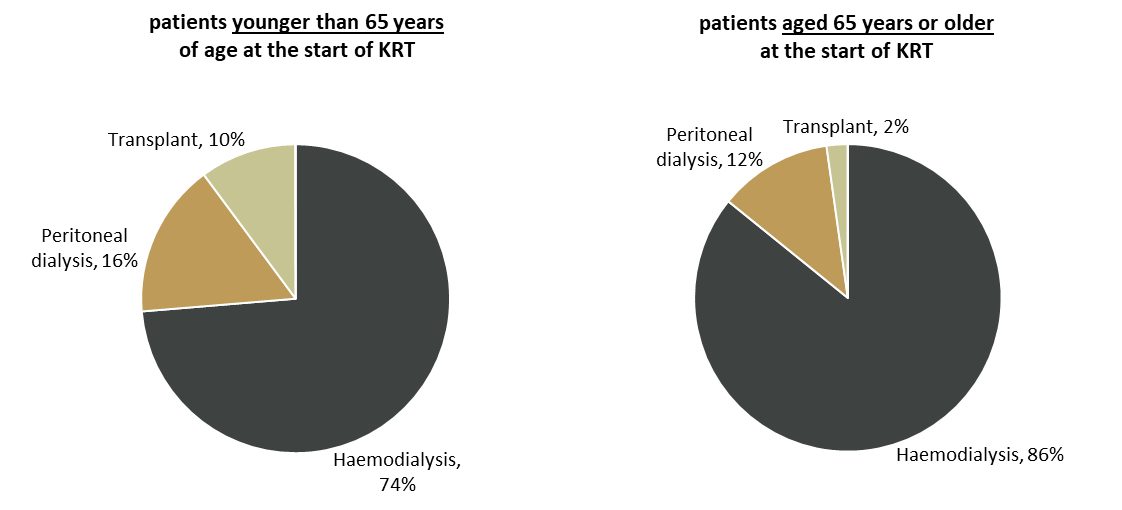 patients younger than 65 years
of age at the start of KRT
Transplant, 10%
Peritoneal
dialysis, 16%
Haemodialysis,
74%
patients aged 65 years or older
at the start of KRT
Transplant, 2%
Peritoneal
dialysis, 12%
Haemodialysis, 86%